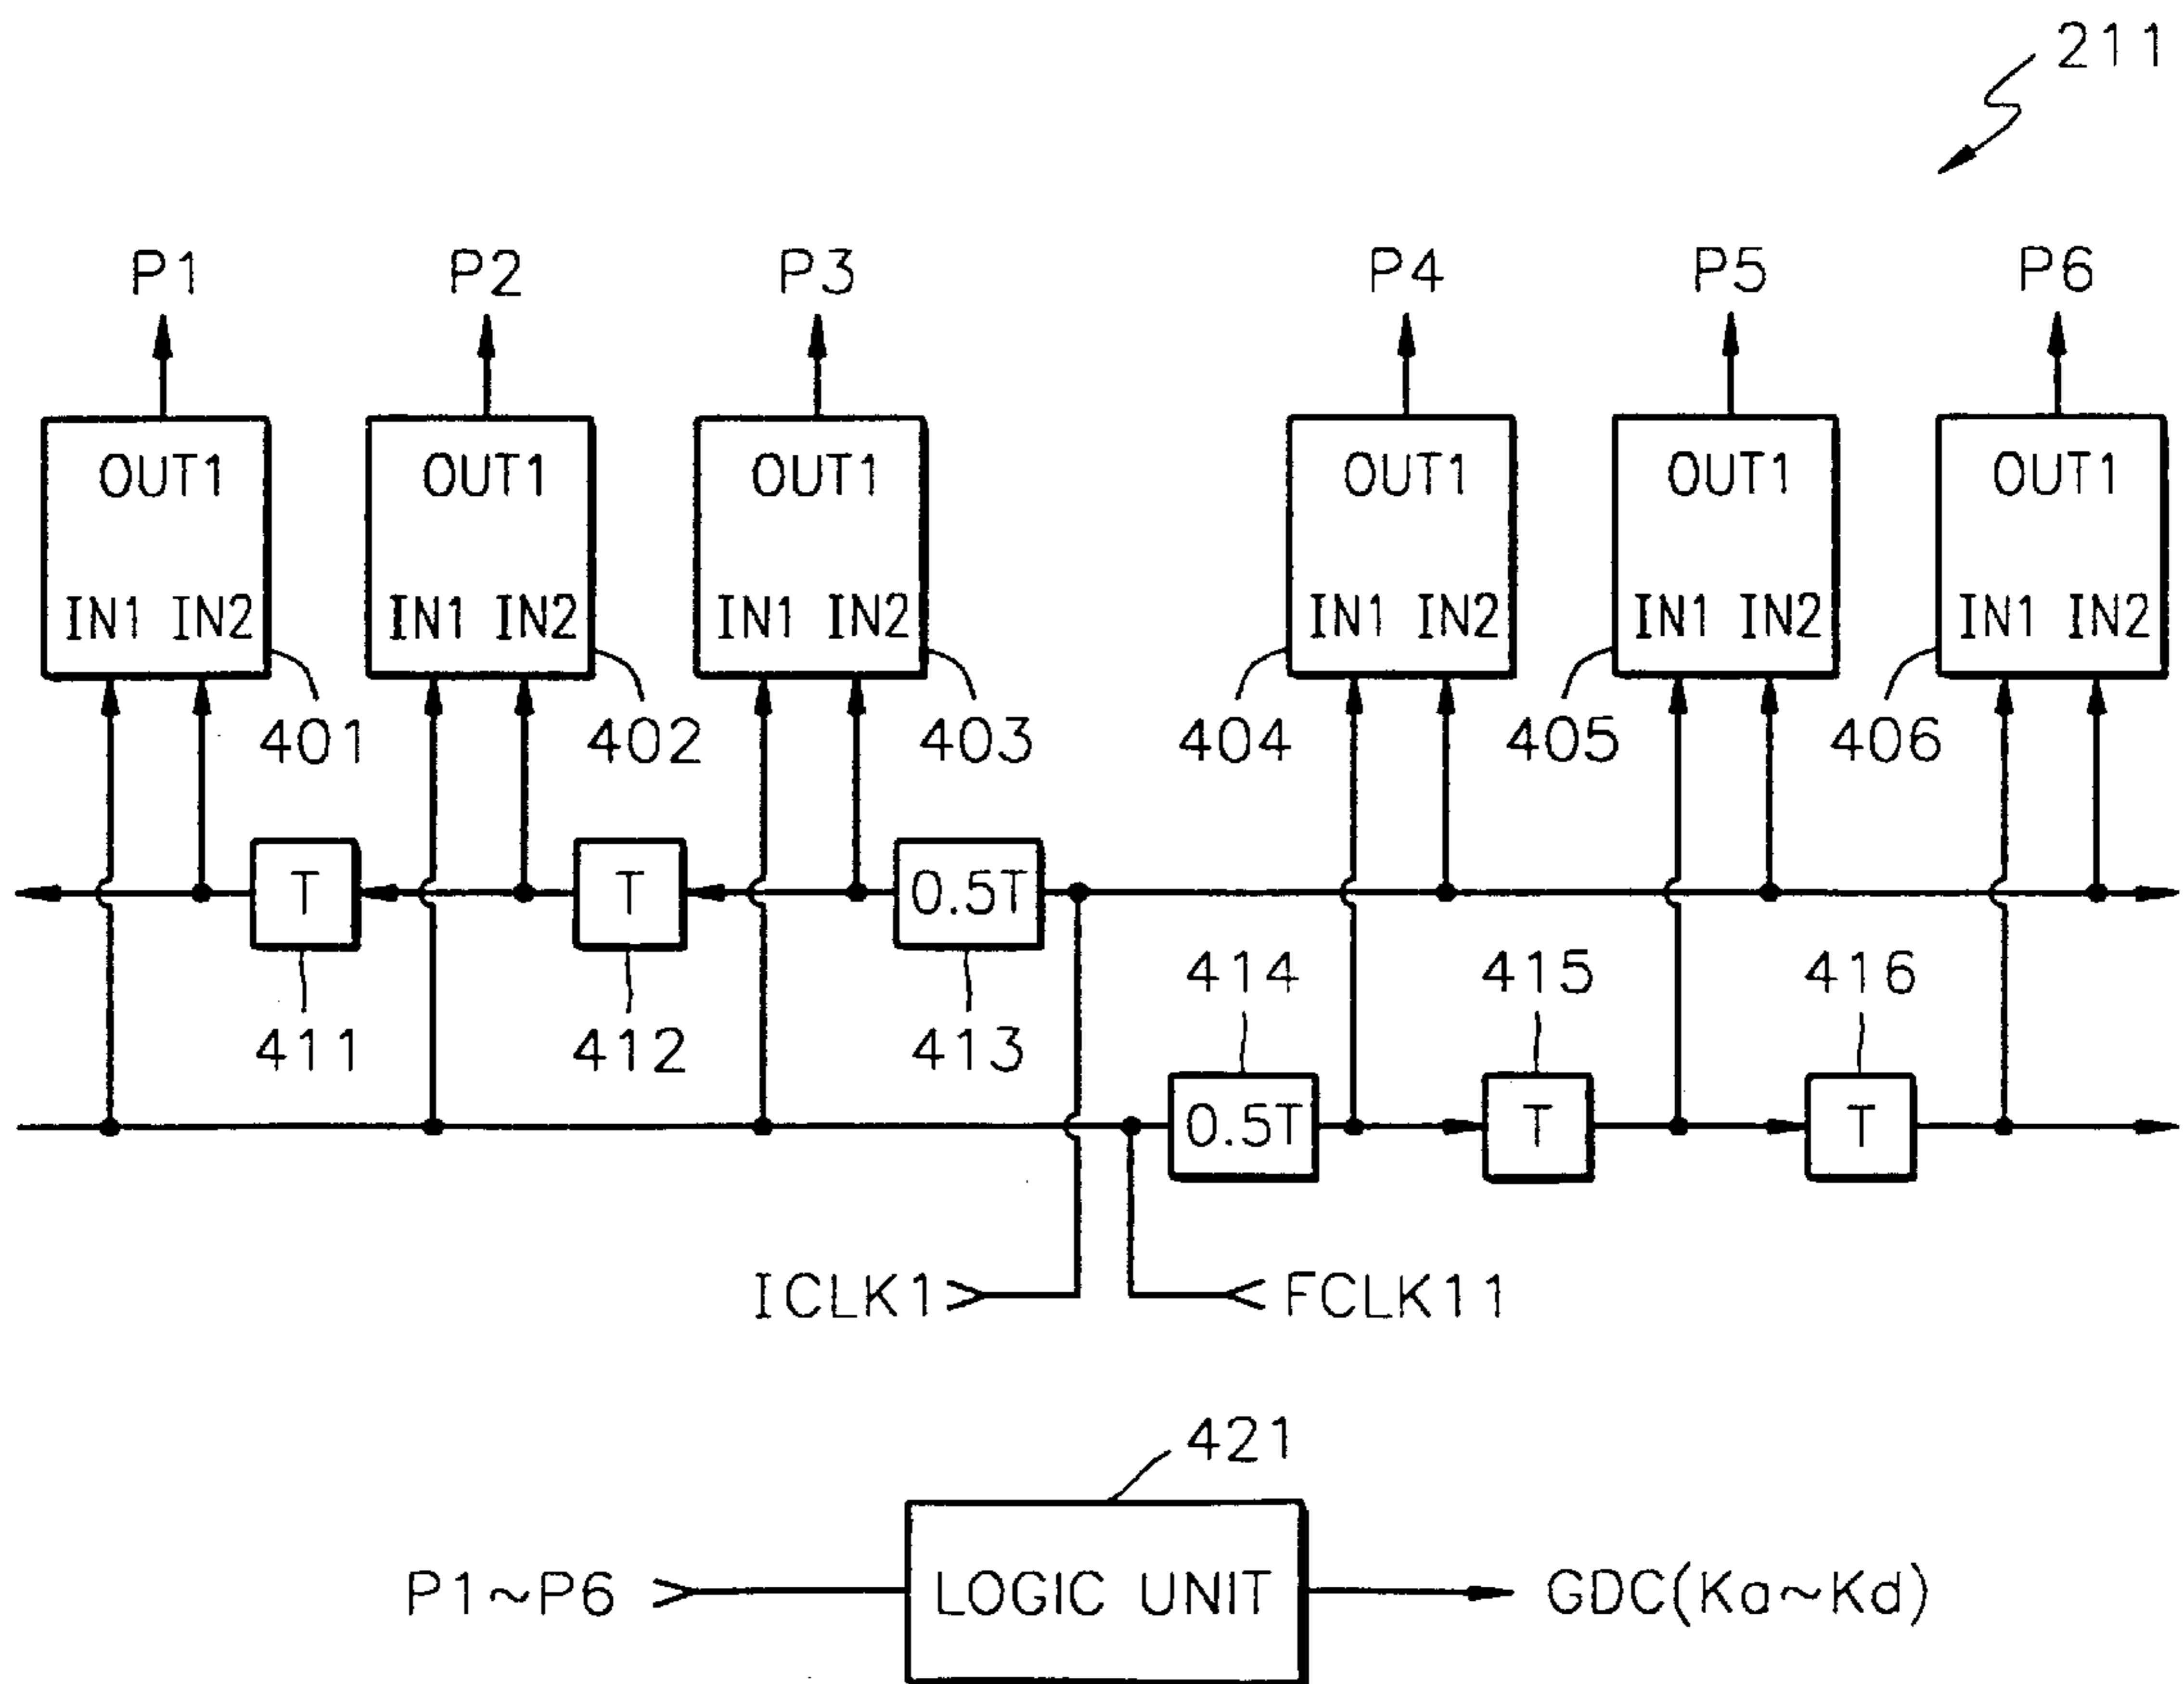 211
P1 P2 P3 P4 P5 P6
OUT1 OUT1 OUT1 OUT1 OUT1 OUT1
IN1 IN2 IN1 IN2 IN1 IN2 IN1 IN2 IN1 IN2 IN1 IN2
401 402 403 404 405 406
T T 0.5T
414 415 416
411 412 413
0.5T T T
ICLK1 FCLK11
421
P1~P6 LOGIC UNIT GDC(Ka~Kd)